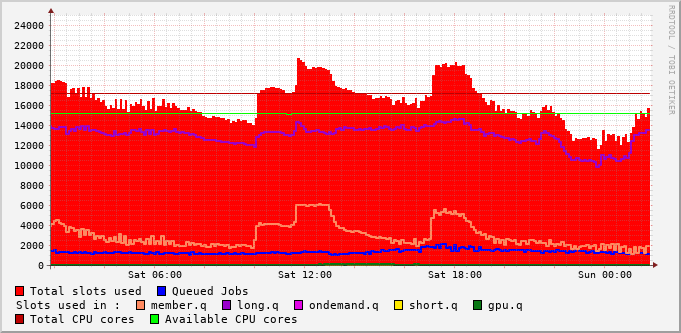 24000
22000
20000
18000
16000
14000
12000
10000
8000
6000
4000
2000
0
Sat 06:00 Sat 12:00 Sat 18:00 Sun 00:00
RRDTOOL / TOBI OETIKER
Total slots used Queued Jobs
Slots used in : member.q long.q ondemand.q short.q gpu.q
Total CPU cores Available CPU cores